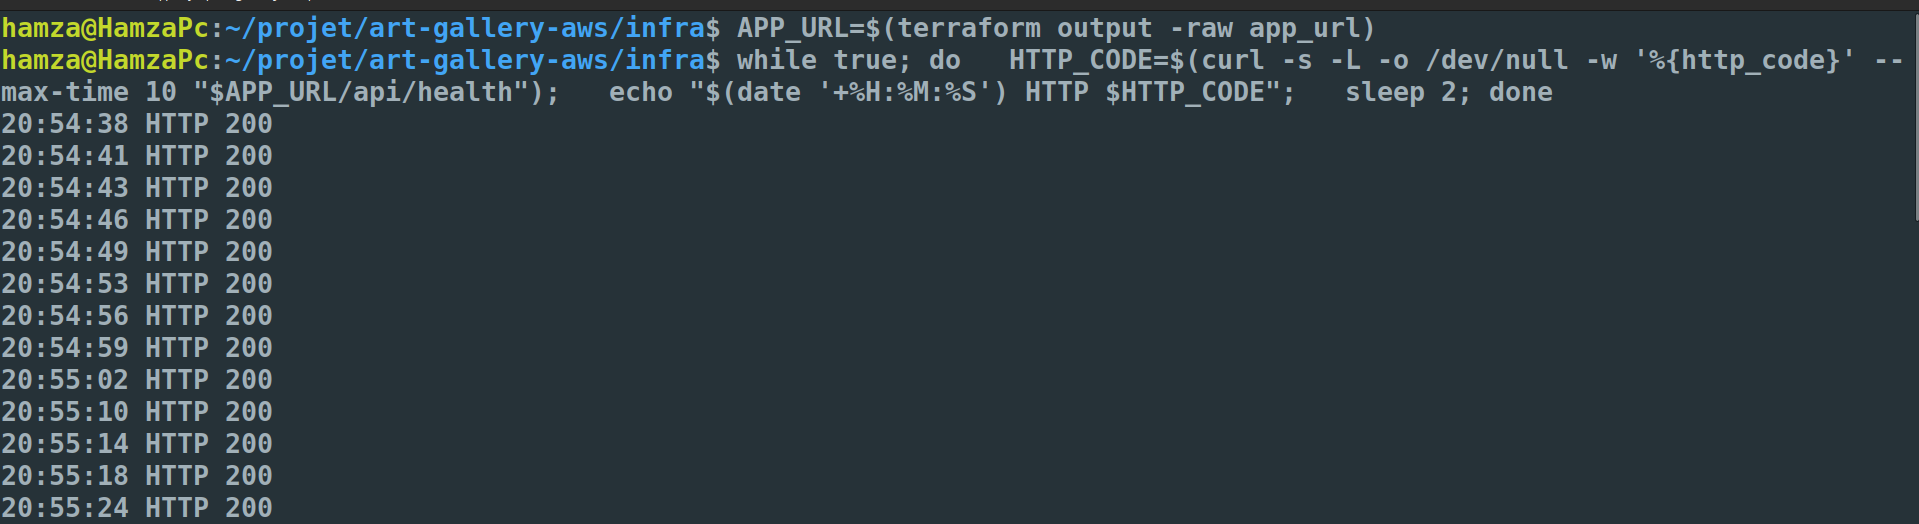 hamza@HamzaPc:~/projet/art-gallery-aws/infra$ APP_URL=$(terraform output -raw app_url)
hamza@HamzaPc:~/projet/art-gallery-aws/infra$ while true; do   HTTP_CODE=$(curl -s -L -o /dev/null -w '%{http_code}' --
max-time 10 "$APP_URL/api/health");   echo "$(date '+%H:%M:%S') HTTP $HTTP_CODE";   sleep 2; done
20:54:38 HTTP 200
20:54:41 HTTP 200
20:54:43 HTTP 200
20:54:46 HTTP 200
20:54:49 HTTP 200
20:54:53 HTTP 200
20:54:56 HTTP 200
20:54:59 HTTP 200
20:55:02 HTTP 200
20:55:10 HTTP 200
20:55:14 HTTP 200
20:55:18 HTTP 200
20:55:24 HTTP 200